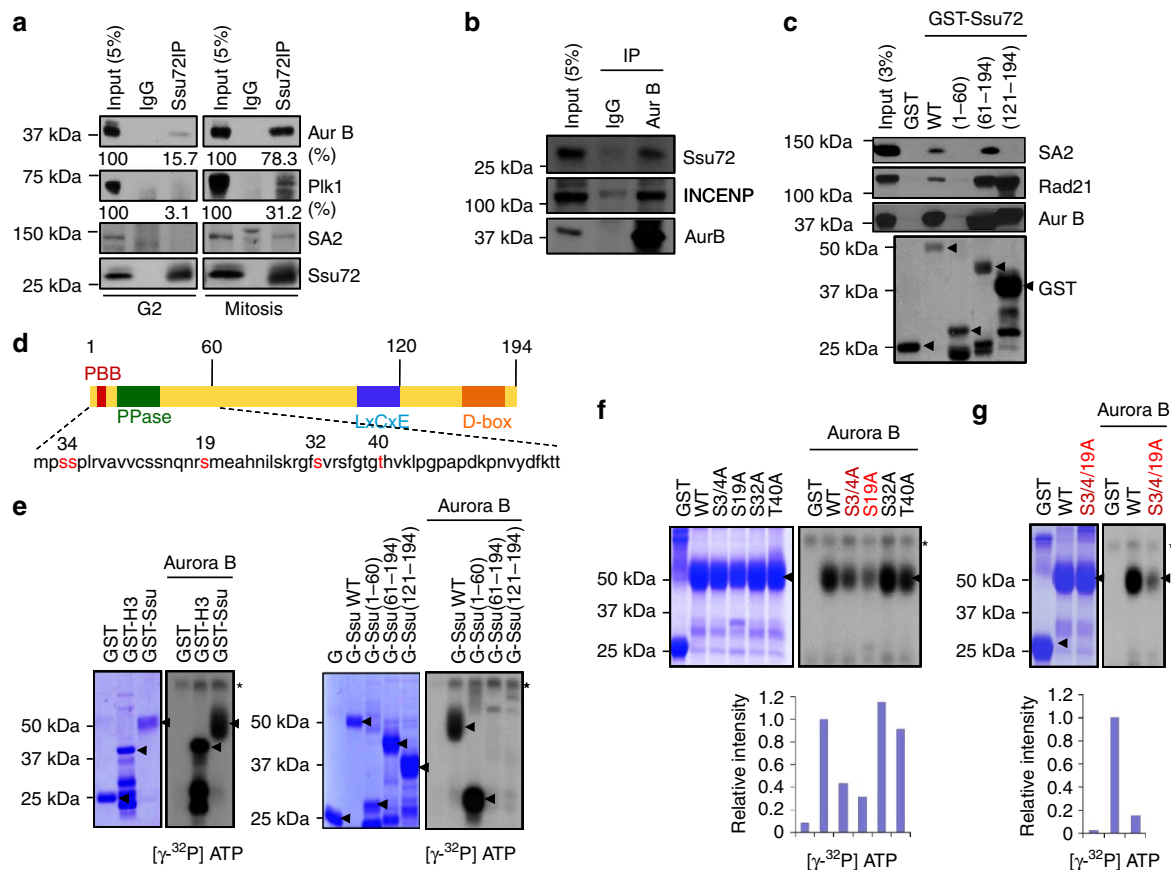 a
Input (5%)
IgG
Ssu72IP
Input (5%)
IgG
Ssu72IP
37 kDa
Aur B
100 15.7 100 78.3 (%)
75 kDa
Plk1
100 3.1 100 31.2 (%)
150 kDa
SA2
25 kDa
Ssu72
G2 Mitosis
b
IP
Input (5%)
IgG
Aur B
25 kDa
Ssu72
100 kDa
INCENP
37 kDa
AurB
c
GST-Ssu72
Input (3%)
GST
WT
(1–60)
(61–194)
(121–194)
150 kDa
SA2
100 kDa
Rad21
37 kDa
Aur B
50 kDa
37 kDa
GST
25 kDa
d
1 60 120 194
PBB
PPase
LxCxE
D-box
34 19 32 40
mpssplrvavvcssnqnrsmeahnilskrgfsvrsfgtgthvklpgpapdkpnvydfktt
e
Aurora B
GST
GST-H3
GST-Ssu
GST
GST-H3
GST-Ssu
*
50 kDa
37 kDa
25 kDa
[γ-32P] ATP
Aurora B
G
G-Ssu WT
G-Ssu(1–60)
G-Ssu(61–194)
G-Ssu(121–194)
G-Ssu WT
G-Ssu(1–60)
G-Ssu(61–194)
G-Ssu(121–194)
*
50 kDa
37 kDa
25 kDa
[γ-32P] ATP
f
Aurora B
GST
WT
S3/4A
S19A
S32A
T40A
GST
WT
S3/4A
S19A
S32A
T40A
*
50 kDa
37 kDa
25 kDa
Relative intensity
1.2
1.0
0.8
0.6
0.4
0.2
0
[γ-32P] ATP
g
Aurora B
GST
WT
S3/4/19A
GST
WT
S3/4/19A
*
50 kDa
37 kDa
25 kDa
Relative intensity
1.2
1.0
0.8
0.6
0.4
0.2
0
[γ-32P] ATP